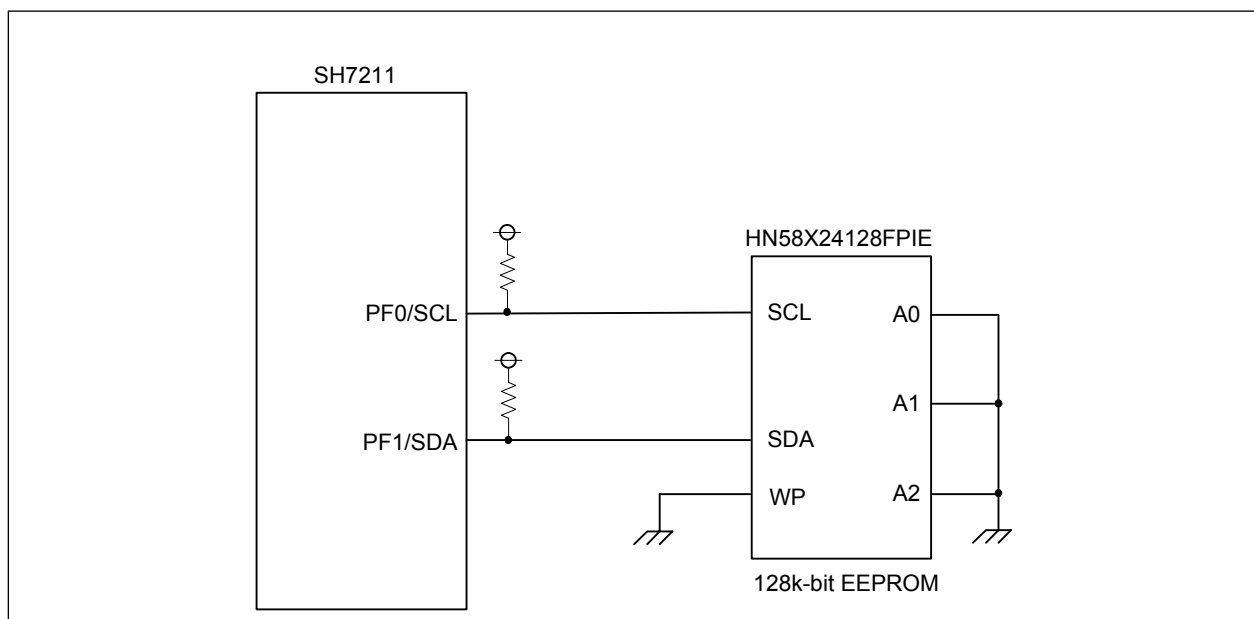 SH7211
HN58X24128FPIE
PF0/SCL
SCL
A0
A1
PF1/SDA
SDA
WP
A2
128k-bit EEPROM